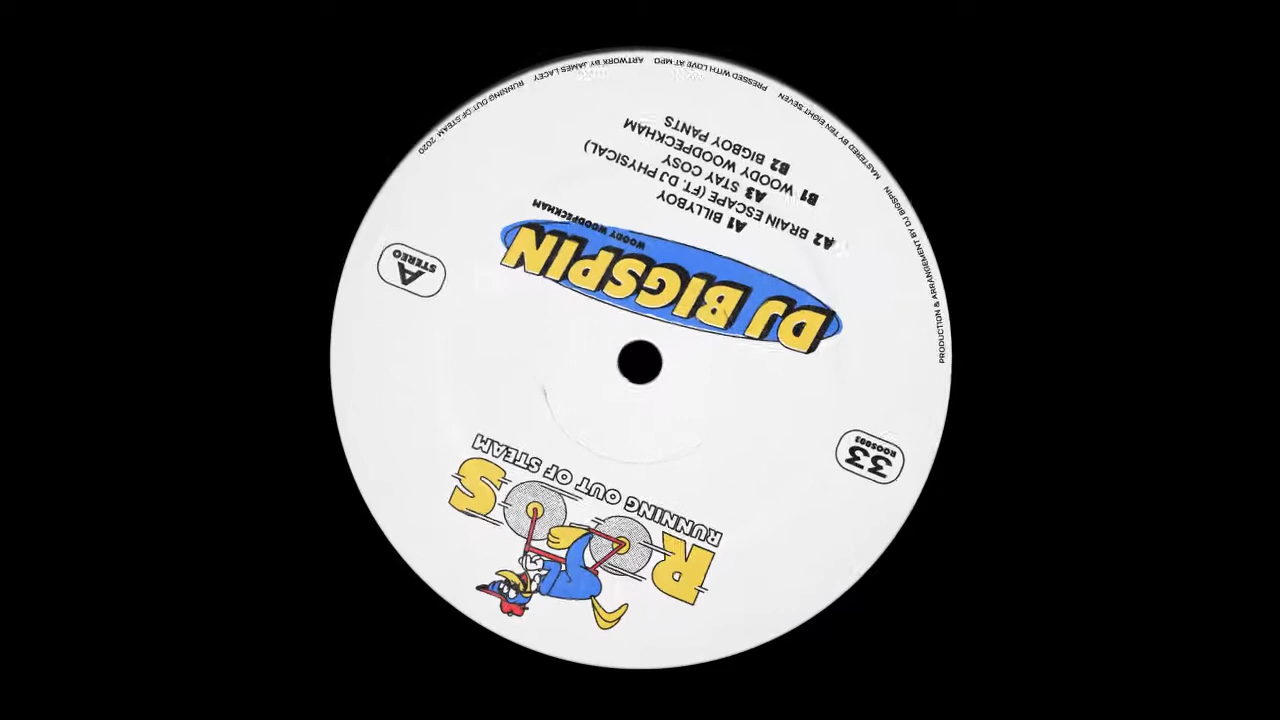 ROOS
RUNNING OUT OF STEAM
33
ROOS003
A
STEREO
DJ BIGSPIN
WOODY WOODPECKHAM
A1 BILLYBOY
A2 BRAIN ESCAPE (FT. DJ PHYSICAL)
A3 STAY COSY
B1 WOODY WOODPECKHAM
B2 BIGBOY PANTS
PRODUCTION & ARRANGEMENT BY DJ BIGSPIN
MASTERED BY TEN EIGHT SEVEN
PRESSED WITH LOVE AT MPO
ARTWORK BY JAMES LACEY
RUNNING OUT OF STEAM 2020